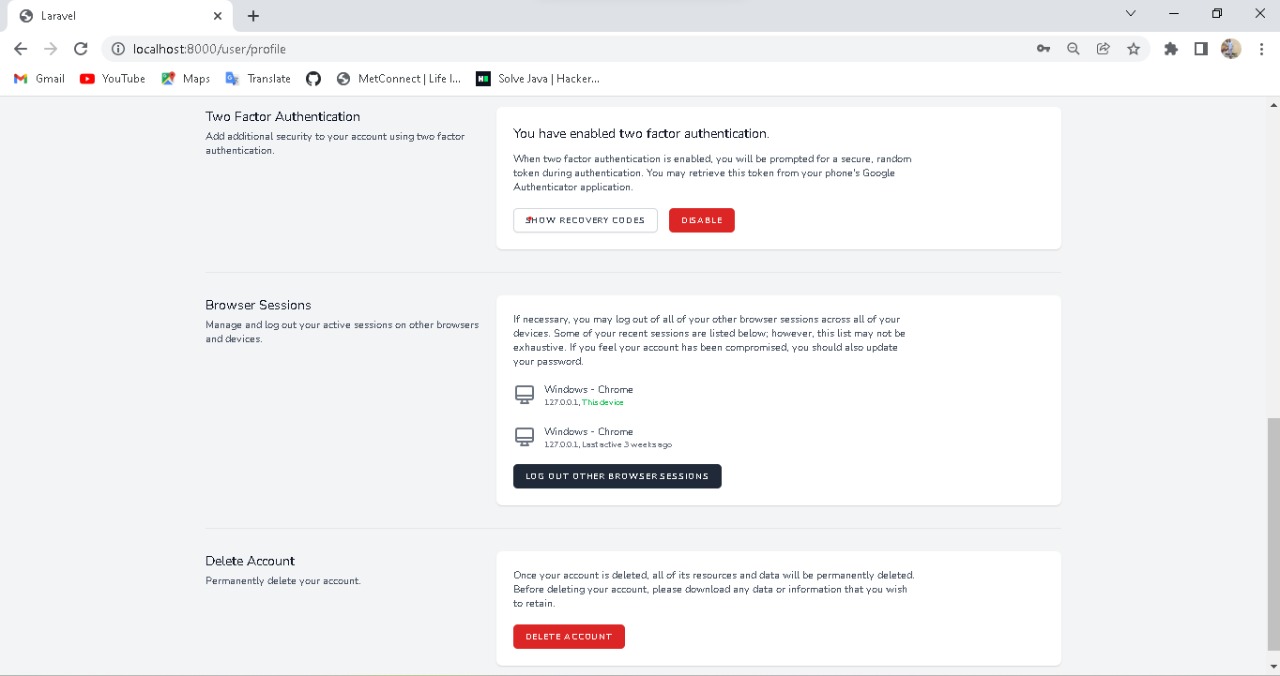 Laravel
localhost:8000/user/profile
Gmail
YouTube
Maps
Translate
MetConnect | Life I...
Solve Java | Hacker...
Two Factor Authentication
Add additional security to your account using two factor
authentication.
You have enabled two factor authentication.
When two factor authentication is enabled, you will be prompted for a secure, random
token during authentication. You may retrieve this token from your phone's Google
Authenticator application.
SHOW RECOVERY CODES
DISABLE
Browser Sessions
Manage and log out your active sessions on other browsers
and devices.
If necessary, you may log out of all of your other browser sessions across all of your
devices. Some of your recent sessions are listed below; however, this list may not be
exhaustive. If you feel your account has been compromised, you should also update
your password.
Windows - Chrome
127.0.0.1, This device
Windows - Chrome
127.0.0.1, Last active 3 weeks ago
LOG OUT OTHER BROWSER SESSIONS
Delete Account
Permanently delete your account.
Once your account is deleted, all of its resources and data will be permanently deleted.
Before deleting your account, please download any data or information that you wish
to retain.
DELETE ACCOUNT